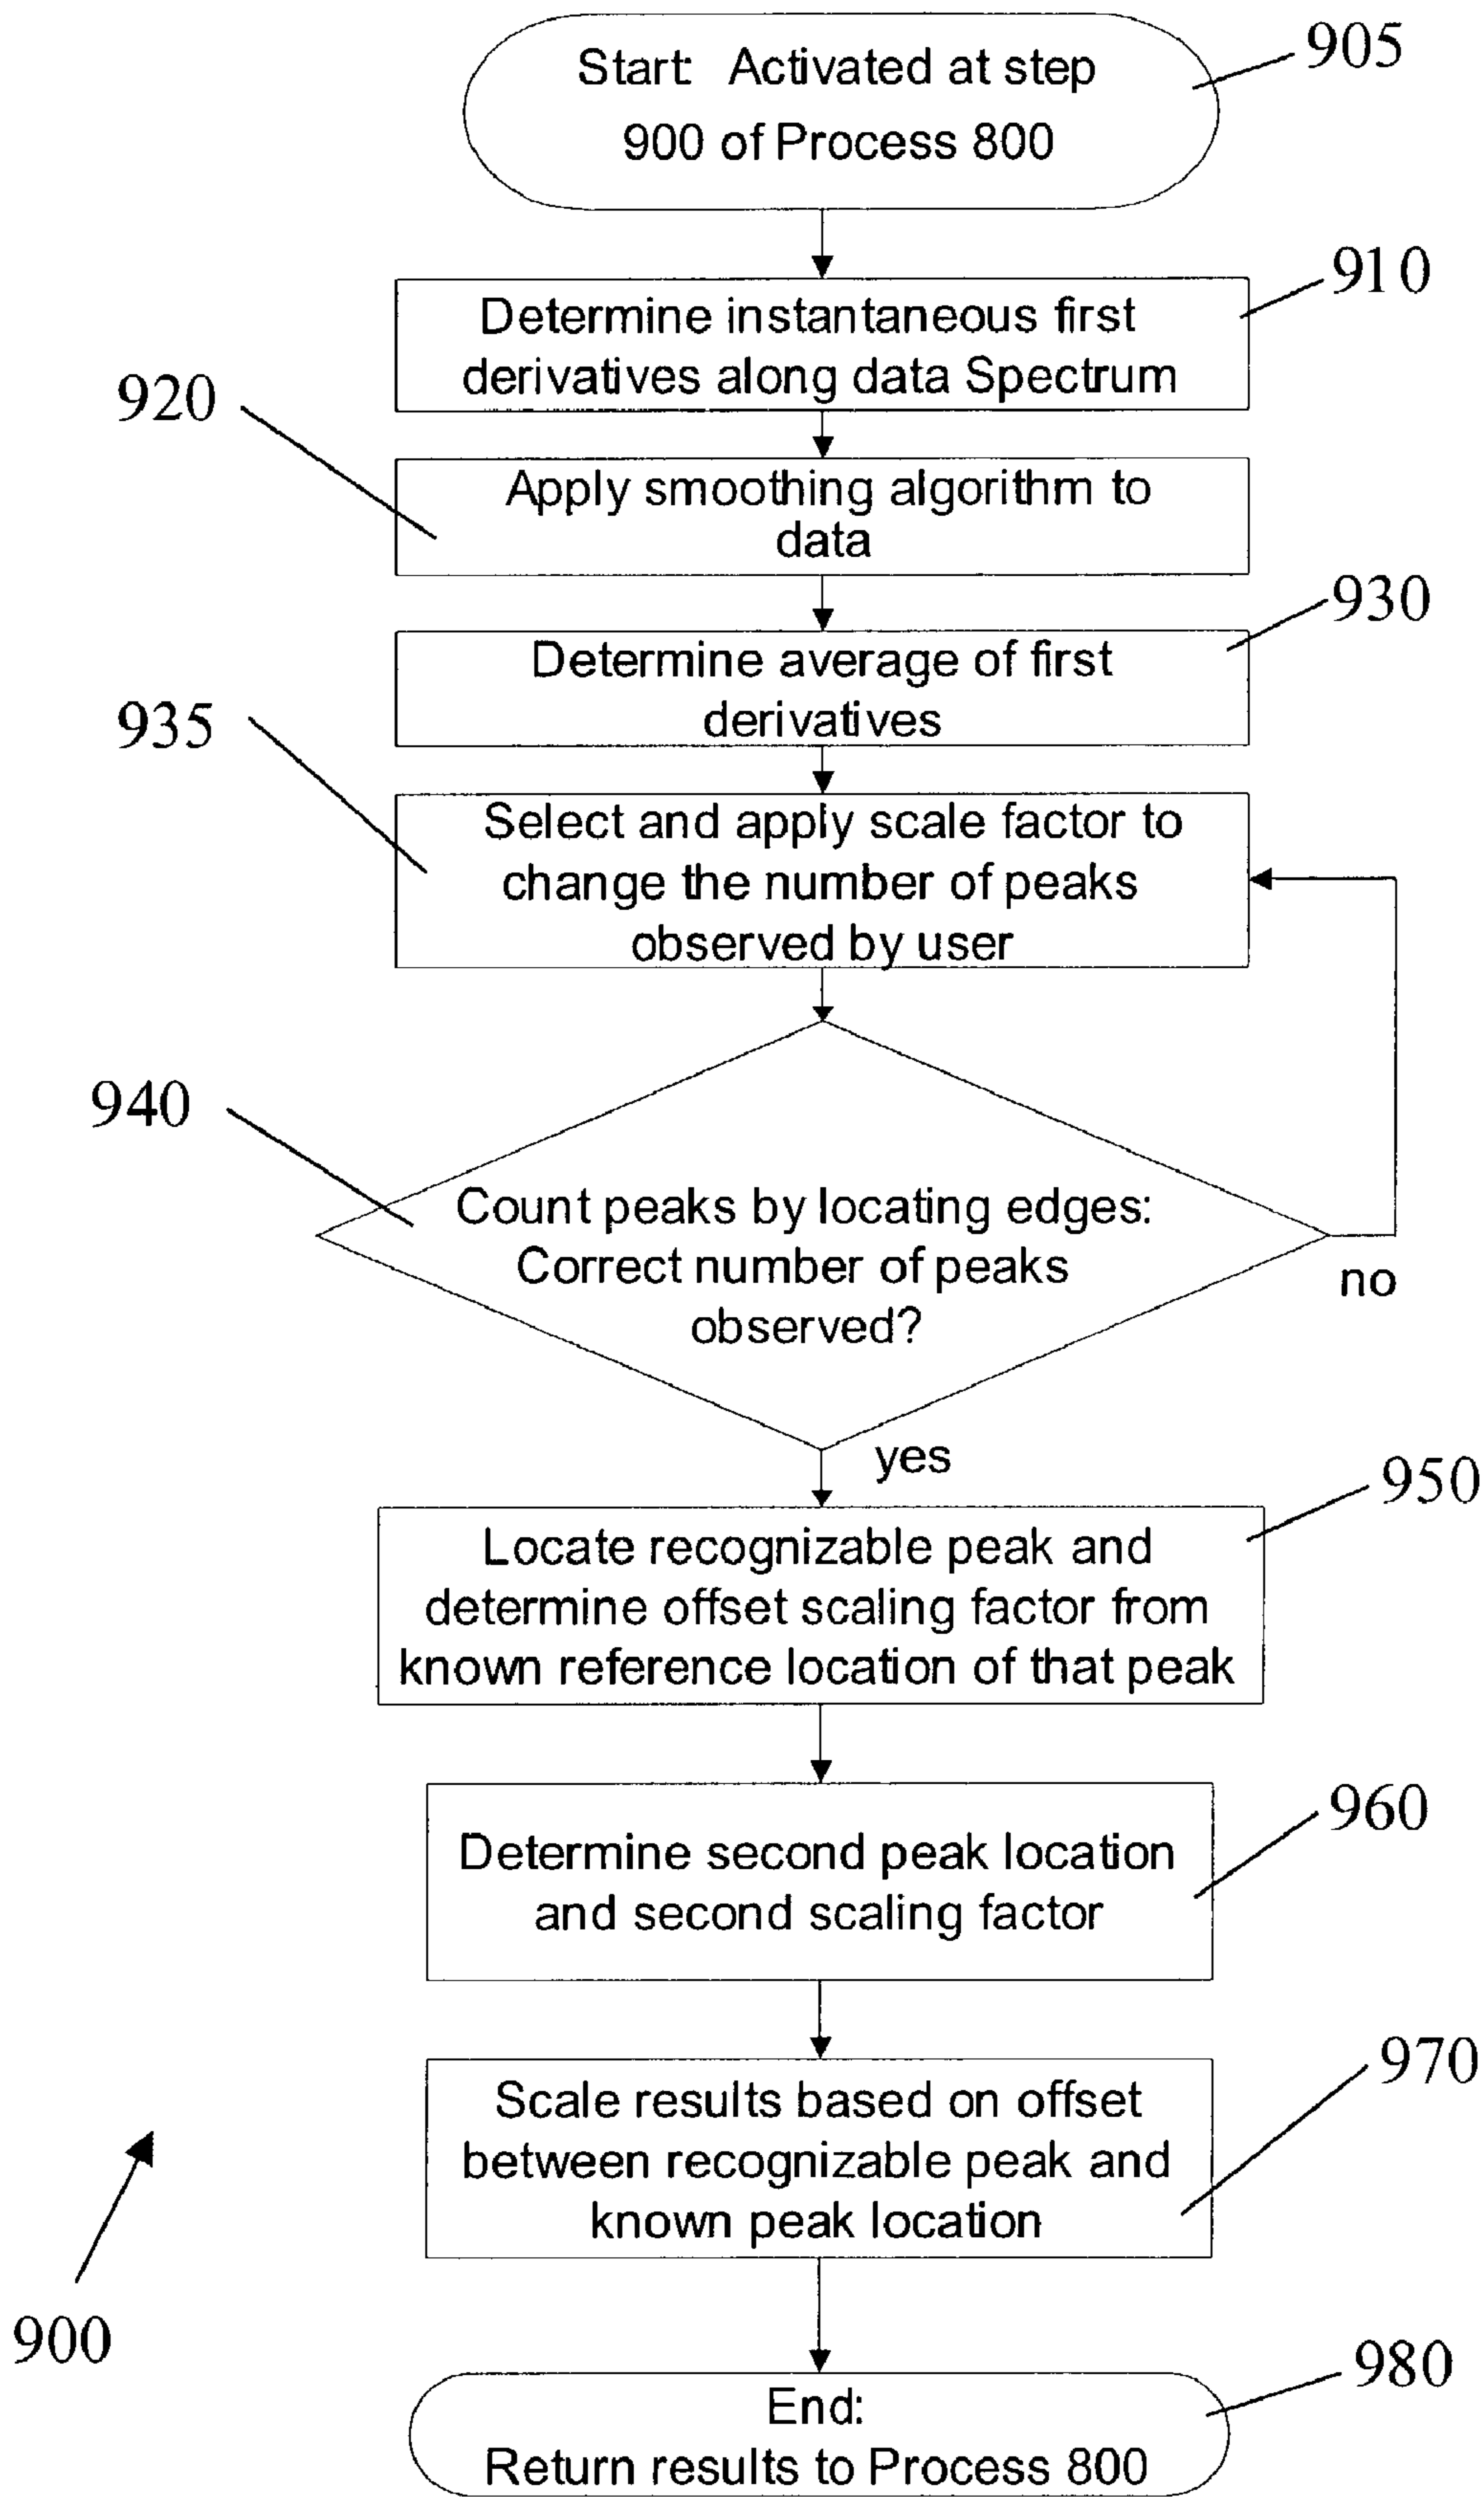 Start: Activated at step
900 of Process 800
905
Determine instantaneous first
derivatives along data Spectrum
910
920
Apply smoothing algorithm to
data
930
Determine average of first
derivatives
935
Select and apply scale factor to
change the number of peaks
observed by user
940
Count peaks by locating edges:
Correct number of peaks
observed?
no
yes
950
Locate recognizable peak and
determine offset scaling factor from
known reference location of that peak
960
Determine second peak location
and second scaling factor
970
Scale results based on offset
between recognizable peak and
known peak location
900
980
End:
Return results to Process 800